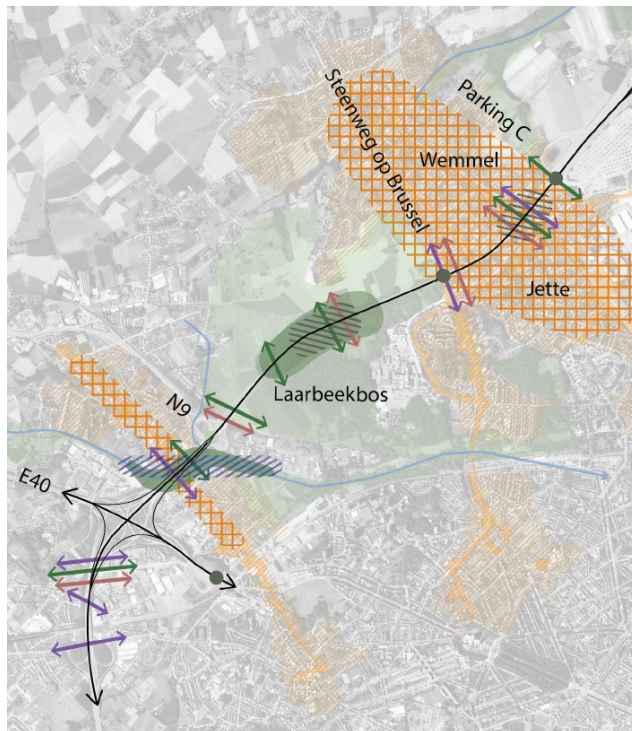 Steenweg op Brussel
Parking C
Wemmel
Jette
Laarbeekbos
N9
E40